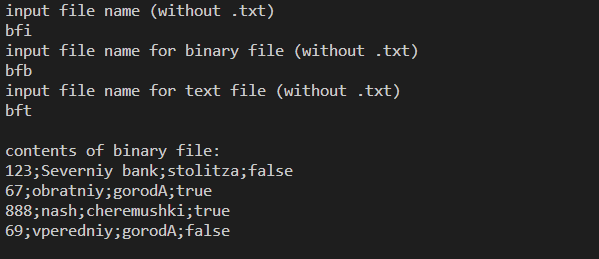 input file name (without .txt)
bfi
input file name for binary file (without .txt)
bfb
input file name for text file (without .txt)
bft
contents of binary file:
123;Severniy bank;stolitza;false
67;obratniy;gorodA;true
888;nash;cheremushki;true
69;vperedniy;gorodA;false